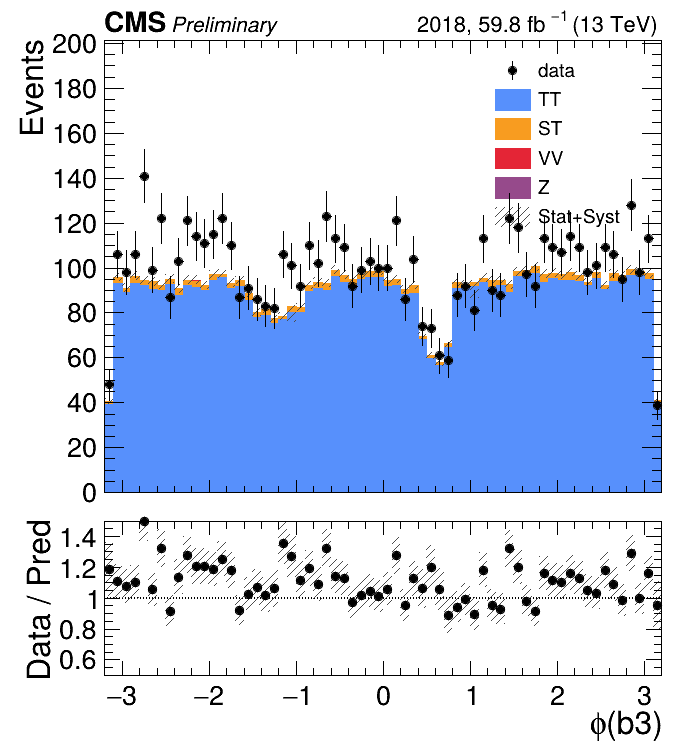 CMS Preliminary 2018, 59.8 fb⁻¹ (13 TeV)
Events
200
180
160
140
120
100
80
60
40
20
0
data
TT
ST
VV
Z
Stat+Syst
Data / Pred
1.4
1.2
1
0.8
0.6
−3 −2 −1 0 1 2 3
ϕ(b3)